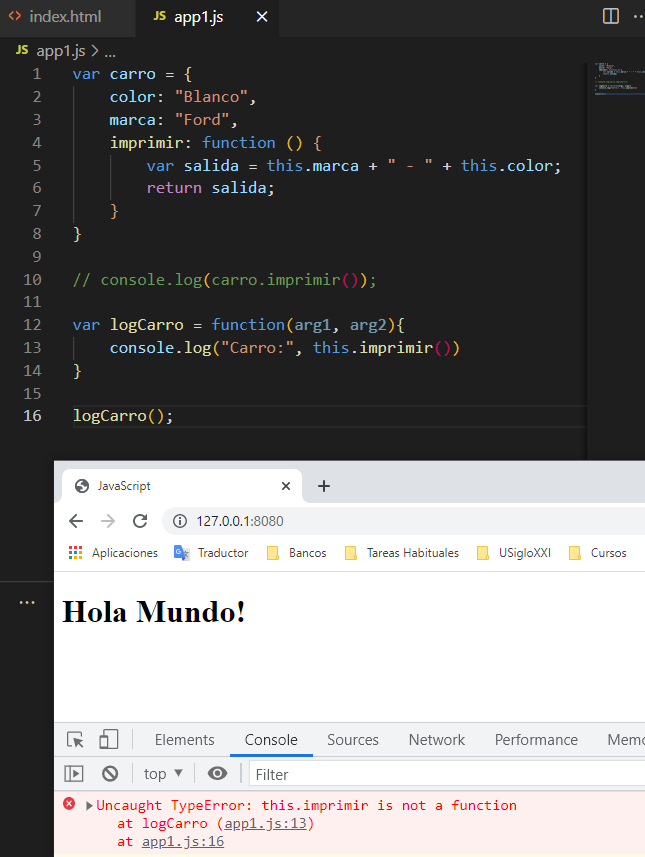 index.html
JS app1.js
JS app1.js > ...
1 var carro = {
2 color: "Blanco",
3 marca: "Ford",
4 imprimir: function () {
5 var salida = this.marca + " - " + this.color;
6 return salida;
7 }
8 }
9
10 // console.log(carro.imprimir());
11
12 var logCarro = function(arg1, arg2){
13 console.log("Carro:", this.imprimir())
14 }
15
16 logCarro();
JavaScript
127.0.0.1:8080
Aplicaciones Traductor Bancos Tareas Habituales USigloXXI Cursos
...
Hola Mundo!
Elements Console Sources Network Performance Memo
top Filter
Uncaught TypeError: this.imprimir is not a function
at logCarro (app1.js:13)
at app1.js:16